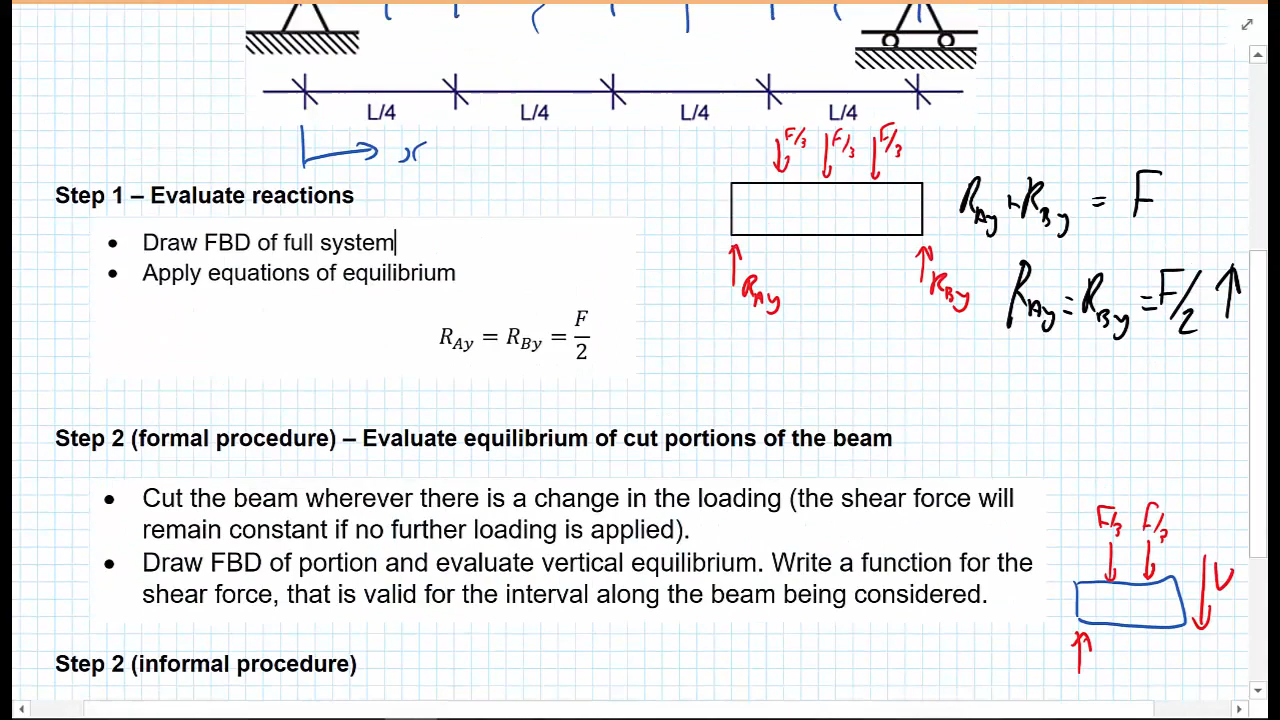 L/4 L/4 L/4 L/4
x
F/3 F/3 F/3
Step 1 – Evaluate reactions
R_Ay + R_By = F
• Draw FBD of full system
• Apply equations of equilibrium
R_Ay R_By
R_Ay = R_By = F/2 ↑
R_Ay = R_By = F/2
Step 2 (formal procedure) – Evaluate equilibrium of cut portions of the beam
• Cut the beam wherever there is a change in the loading (the shear force will
remain constant if no further loading is applied).
F/3 F/3
• Draw FBD of portion and evaluate vertical equilibrium. Write a function for the
shear force, that is valid for the interval along the beam being considered.
V
Step 2 (informal procedure)